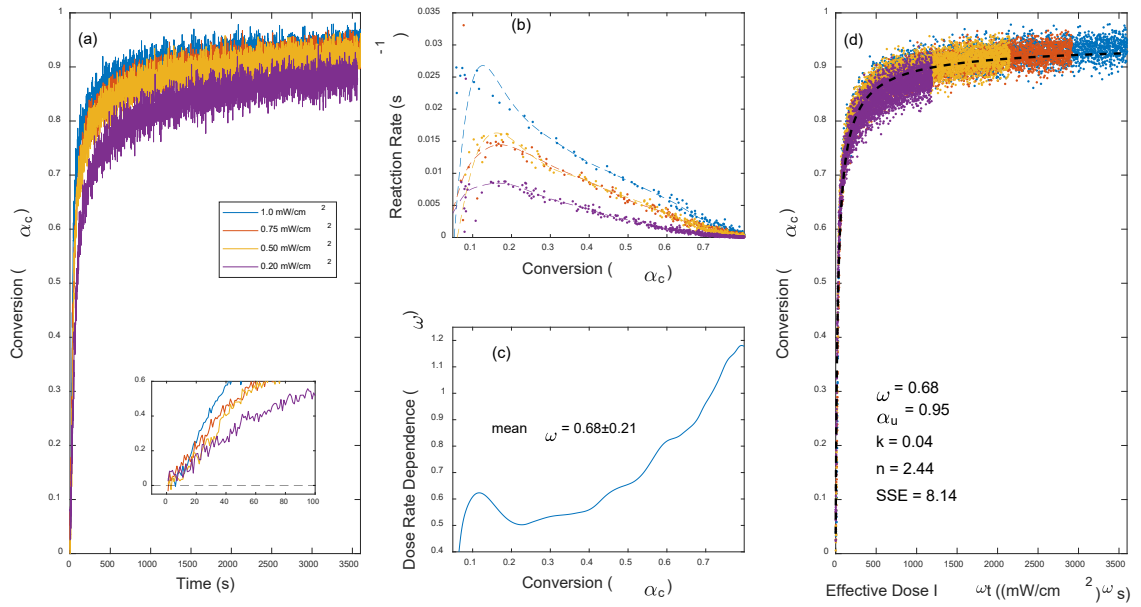 (a)
1
0.9
0.8
0.7
0.6
0.5
0.4
0.3
0.2
0.1
0
Conversion ( αc)
1.0 mW/cm 2
0.75 mW/cm 2
0.50 mW/cm 2
0.20 mW/cm 2
0.6
0.4
0.2
0
0 20 40 60 80 100
0 500 1000 1500 2000 2500 3000 3500
Time (s)
(b)
0.035
0.03
0.025
0.02
0.015
0.01
0.005
0
Reatction Rate (s -1)
0.1 0.2 0.3 0.4 0.5 0.6 0.7
Conversion ( αc)
(c)
1.2
1.1
1
0.9
0.8
0.7
0.6
0.5
0.4
Dose Rate Dependence ( ω)
mean ω = 0.68±0.21
0.1 0.2 0.3 0.4 0.5 0.6 0.7
Conversion ( αc)
(d)
1
0.9
0.8
0.7
0.6
0.5
0.4
0.3
0.2
0.1
0
Conversion ( αc)
ω = 0.68
αu = 0.95
k = 0.04
n = 2.44
SSE = 8.14
0 500 1000 1500 2000 2500 3000 3500
Effective Dose I ωt ((mW/cm 2)ω s)